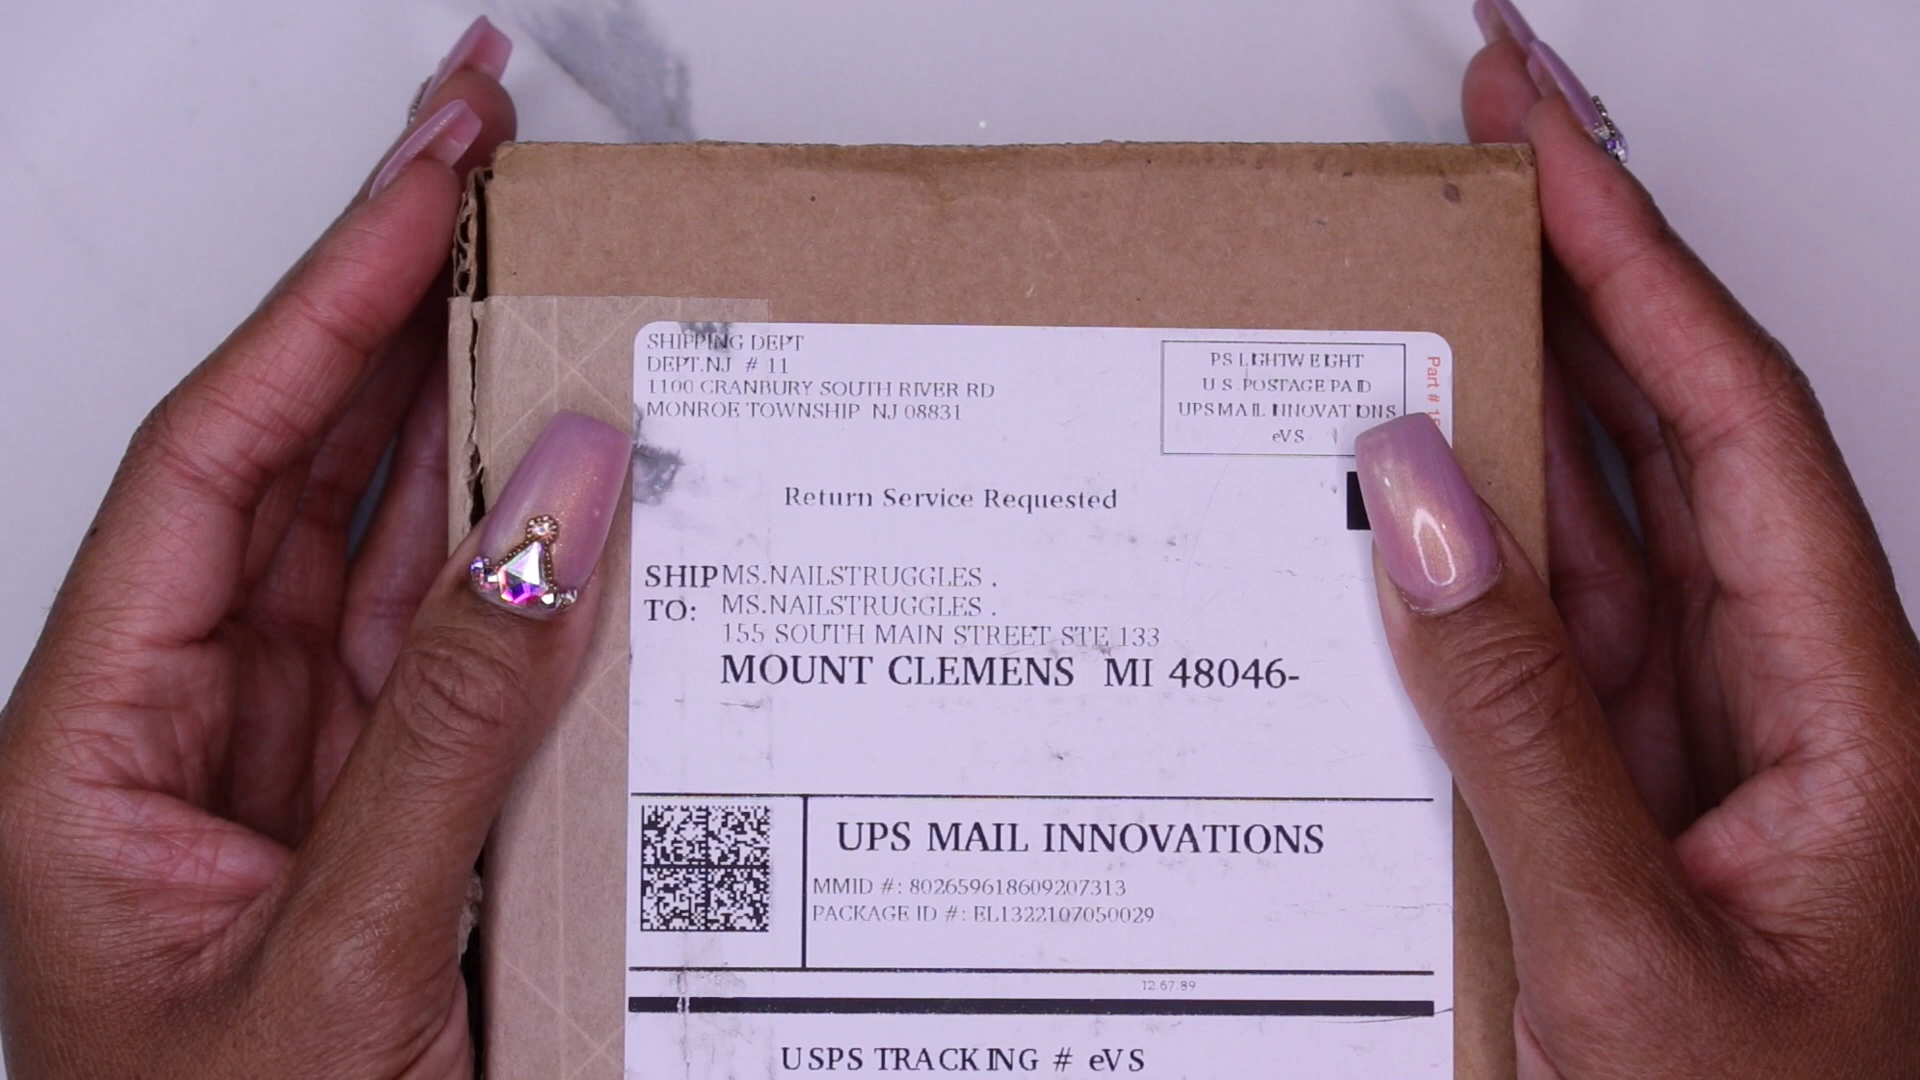 SHIPPING DEPT
DEPT.NJ # 11
1100 CRANBURY SOUTH RIVER RD
MONROE TOWNSHIP NJ 08831
PS LIGHTWEIGHT
U S POSTAGE PAID
UPS MAIL INNOVATIONS
eVS
Part #
Return Service Requested
SHIP TO:
MS.NAILSTRUGGLES .
MS.NAILSTRUGGLES .
155 SOUTH MAIN STREET STE 133
MOUNT CLEMENS MI 48046-
UPS MAIL INNOVATIONS
MMID #: 802659618609207313
PACKAGE ID #: EL1322107050029
12.67.89
USPS TRACKING # eVS